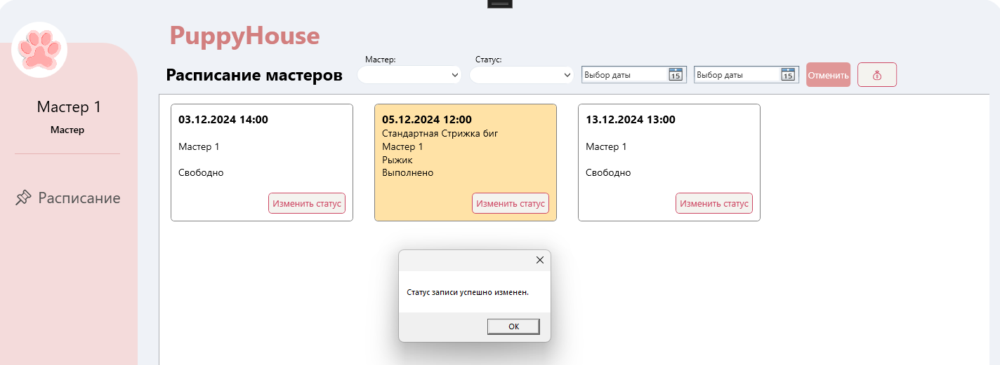 PuppyHouse
Мастер:
Статус:
Расписание мастеров
Выбор даты
15
Выбор даты
15
Отменить
Мастер 1
Мастер
Расписание
03.12.2024 14:00
Мастер 1
Свободно
Изменить статус
05.12.2024 12:00
Стандартная Стрижка биг
Мастер 1
Рыжик
Выполнено
Изменить статус
13.12.2024 13:00
Мастер 1
Свободно
Изменить статус
Статус записи успешно изменен.
OK